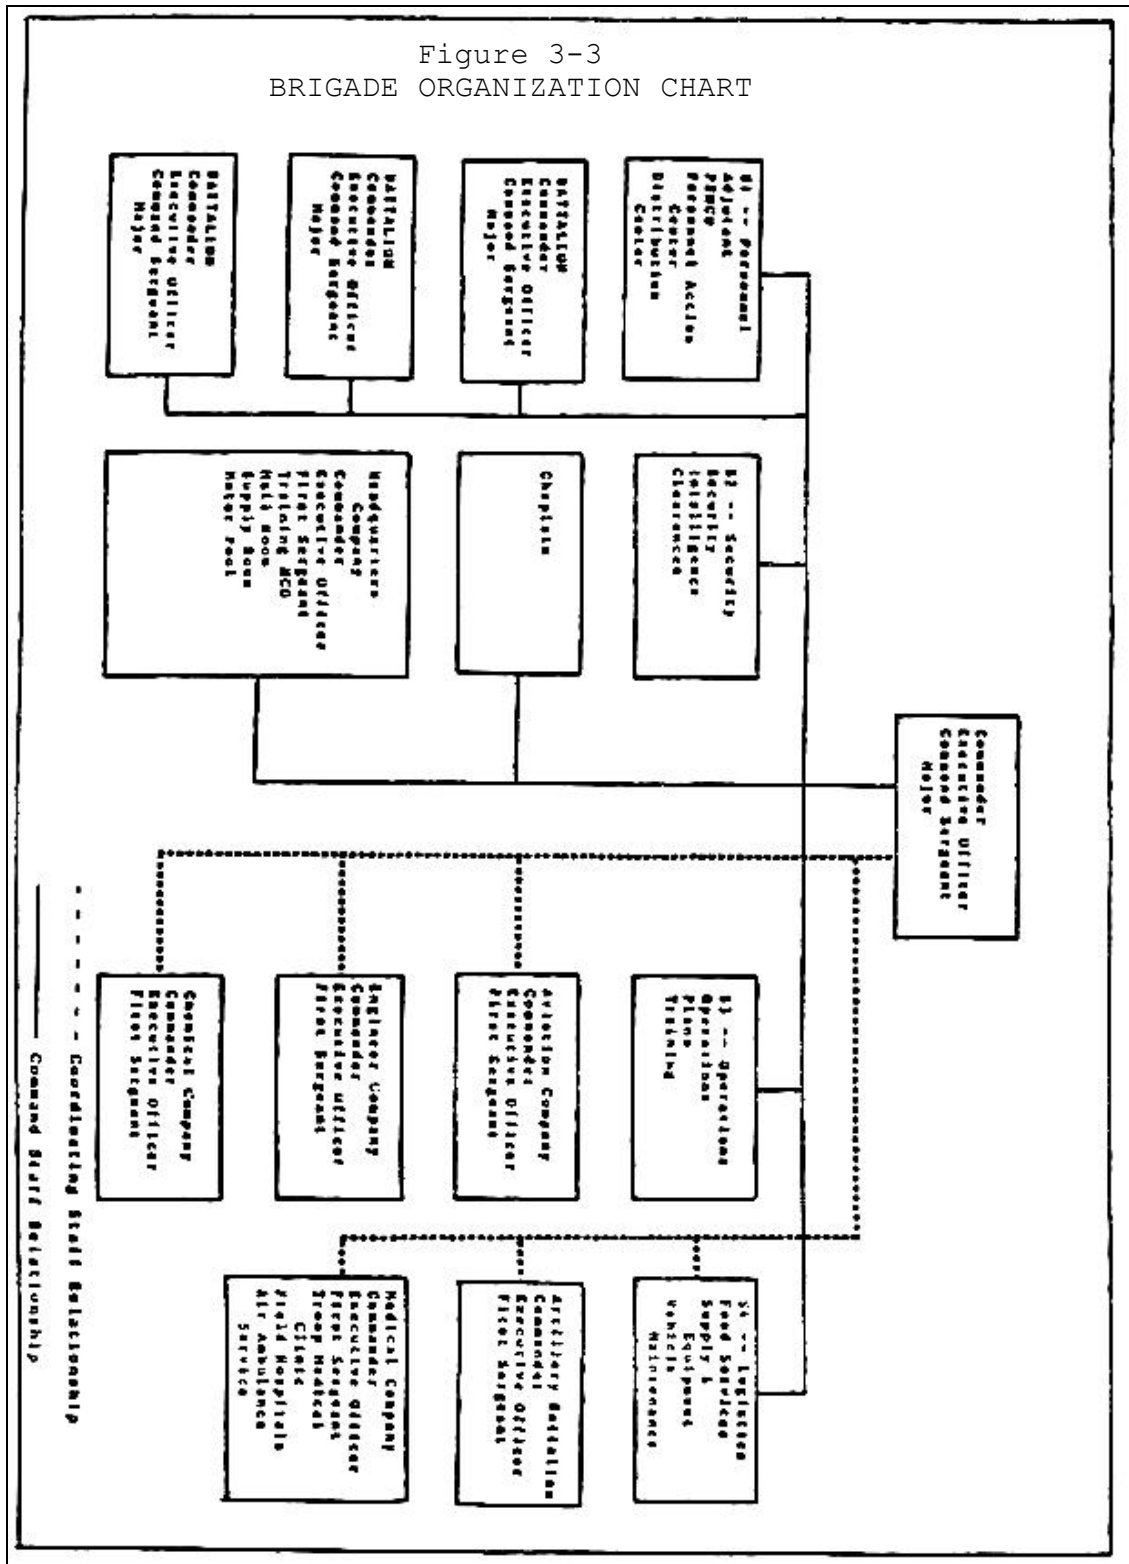 Figure 3-3
BRIGADE ORGANIZATION CHART
Commander
Executive Officer
Command Sergeant
Major
S1 -- Personnel
Adjutant
Personnel Action
Center
Distribution
Center
S2 -- Security
Security
Intelligence
Clearances
S3 -- Operations
Operations
Plans
Training
S4 -- Logistics
Food Services
Supply &
Equipment
Vehicle
Maintenance
BATTALION
Commander
Executive Officer
Command Sergeant
Major
Chaplain
Aviation Company
Commander
Executive Officer
First Sergeant
Artillery Battalion
Commander
Executive Officer
First Sergeant
BATTALION
Commander
Executive Officer
Command Sergeant
Major
Headquarters
Company
Commander
Executive Officer
First Sergeant
Training NCO
Mail Room
Supply Room
Motor Pool
Engineer Company
Commander
Executive Officer
First Sergeant
Medical Company
Commander
Executive Officer
First Sergeant
Troop Medical
Clinic
Field Hospitals
Air Ambulance
Service
BATTALION
Commander
Executive Officer
Command Sergeant
Major
Chemical Company
Commander
Executive Officer
First Sergeant
Coordinating Staff Relationship
Command Staff Relationship